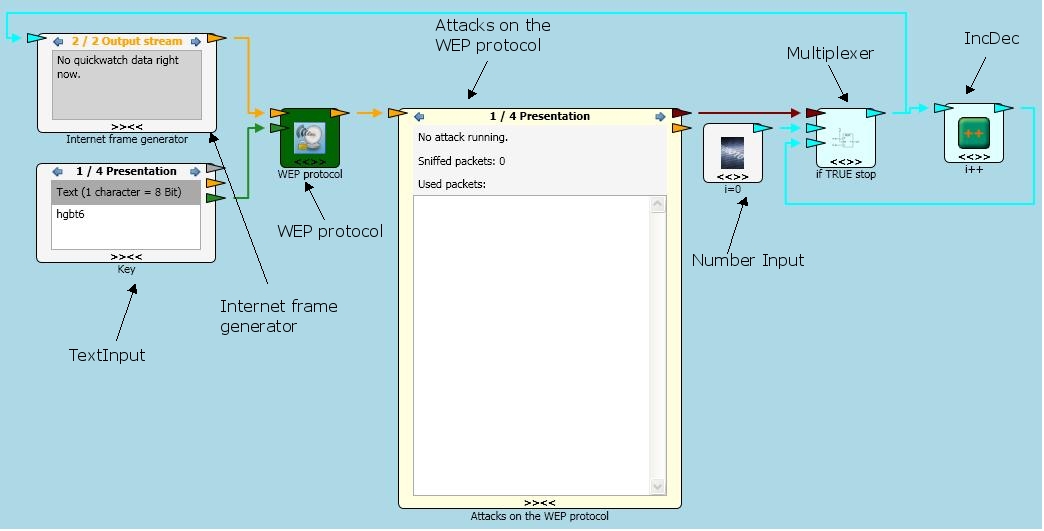 Attacks on the
WEP protocol
IncDec
Multiplexer
2 / 2 Output stream
No quickwatch data right
now.
>><<
Internet frame generator
1 / 4 Presentation
Text (1 character = 8 Bit)
hgbt6
>><<
Key
<<>>
WEP protocol
WEP protocol
Internet frame
generator
TextInput
1 / 4 Presentation
No attack running.
Sniffed packets: 0
Used packets:
>><<
Attacks on the WEP protocol
<<>>
i=0
Number Input
<<>>
if TRUE stop
++
<<>>
i++